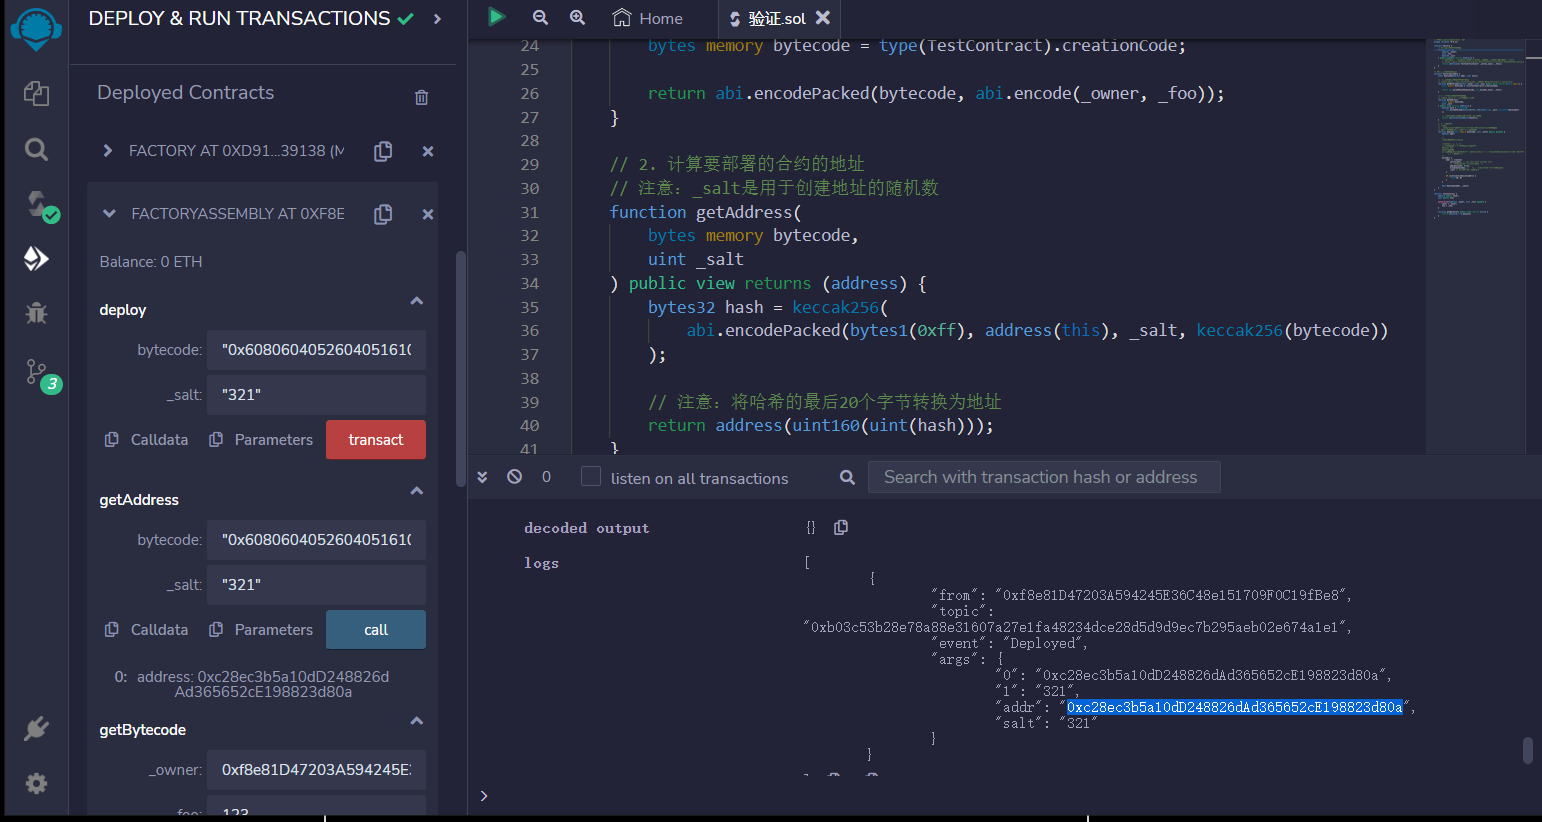 DEPLOY & RUN TRANSACTIONS
Deployed Contracts
FACTORY AT 0XD91...39138 (M
FACTORYASSEMBLY AT 0XF8E
Balance: 0 ETH
deploy
bytecode: "0x6080604052604051610
_salt: "321"
Calldata Parameters transact
getAddress
bytecode: "0x6080604052604051610
_salt: "321"
Calldata Parameters call
0: address: 0xc28ec3b5a10dD248826d
Ad365652cE198823d80a
getBytecode
_owner: 0xf8e81D47203A594245E
_foo: 123
3
Home 验证.sol
24 bytes memory bytecode = type(TestContract).creationCode;
25
26 return abi.encodePacked(bytecode, abi.encode(_owner, _foo));
27 }
28
29 // 2. 计算要部署的合约的地址
30 // 注意: _salt是用于创建地址的随机数
31 function getAddress(
32 bytes memory bytecode,
33 uint _salt
34 ) public view returns (address) {
35 bytes32 hash = keccak256(
36 abi.encodePacked(bytes1(0xff), address(this), _salt, keccak256(bytecode))
37 );
38
39 // 注意: 将哈希的最后20个字节转换为地址
40 return address(uint160(uint(hash)));
41 }
0 listen on all transactions Search with transaction hash or address
decoded output {}
logs [
{
"from": "0xf8e81D47203A594245E36C48e151709F0C19fBe8",
"topic":
"0xb03c53b28e78a88e31607a27e1fa48234dce28d5d9d9ec7b295aeb02e674a1e1",
"event": "Deployed",
"args": {
"0": "0xc28ec3b5a10dD248826dAd365652cE198823d80a",
"1": "321",
"addr": "0xc28ec3b5a10dD248826dAd365652cE198823d80a",
"salt": "321"
}
}
>